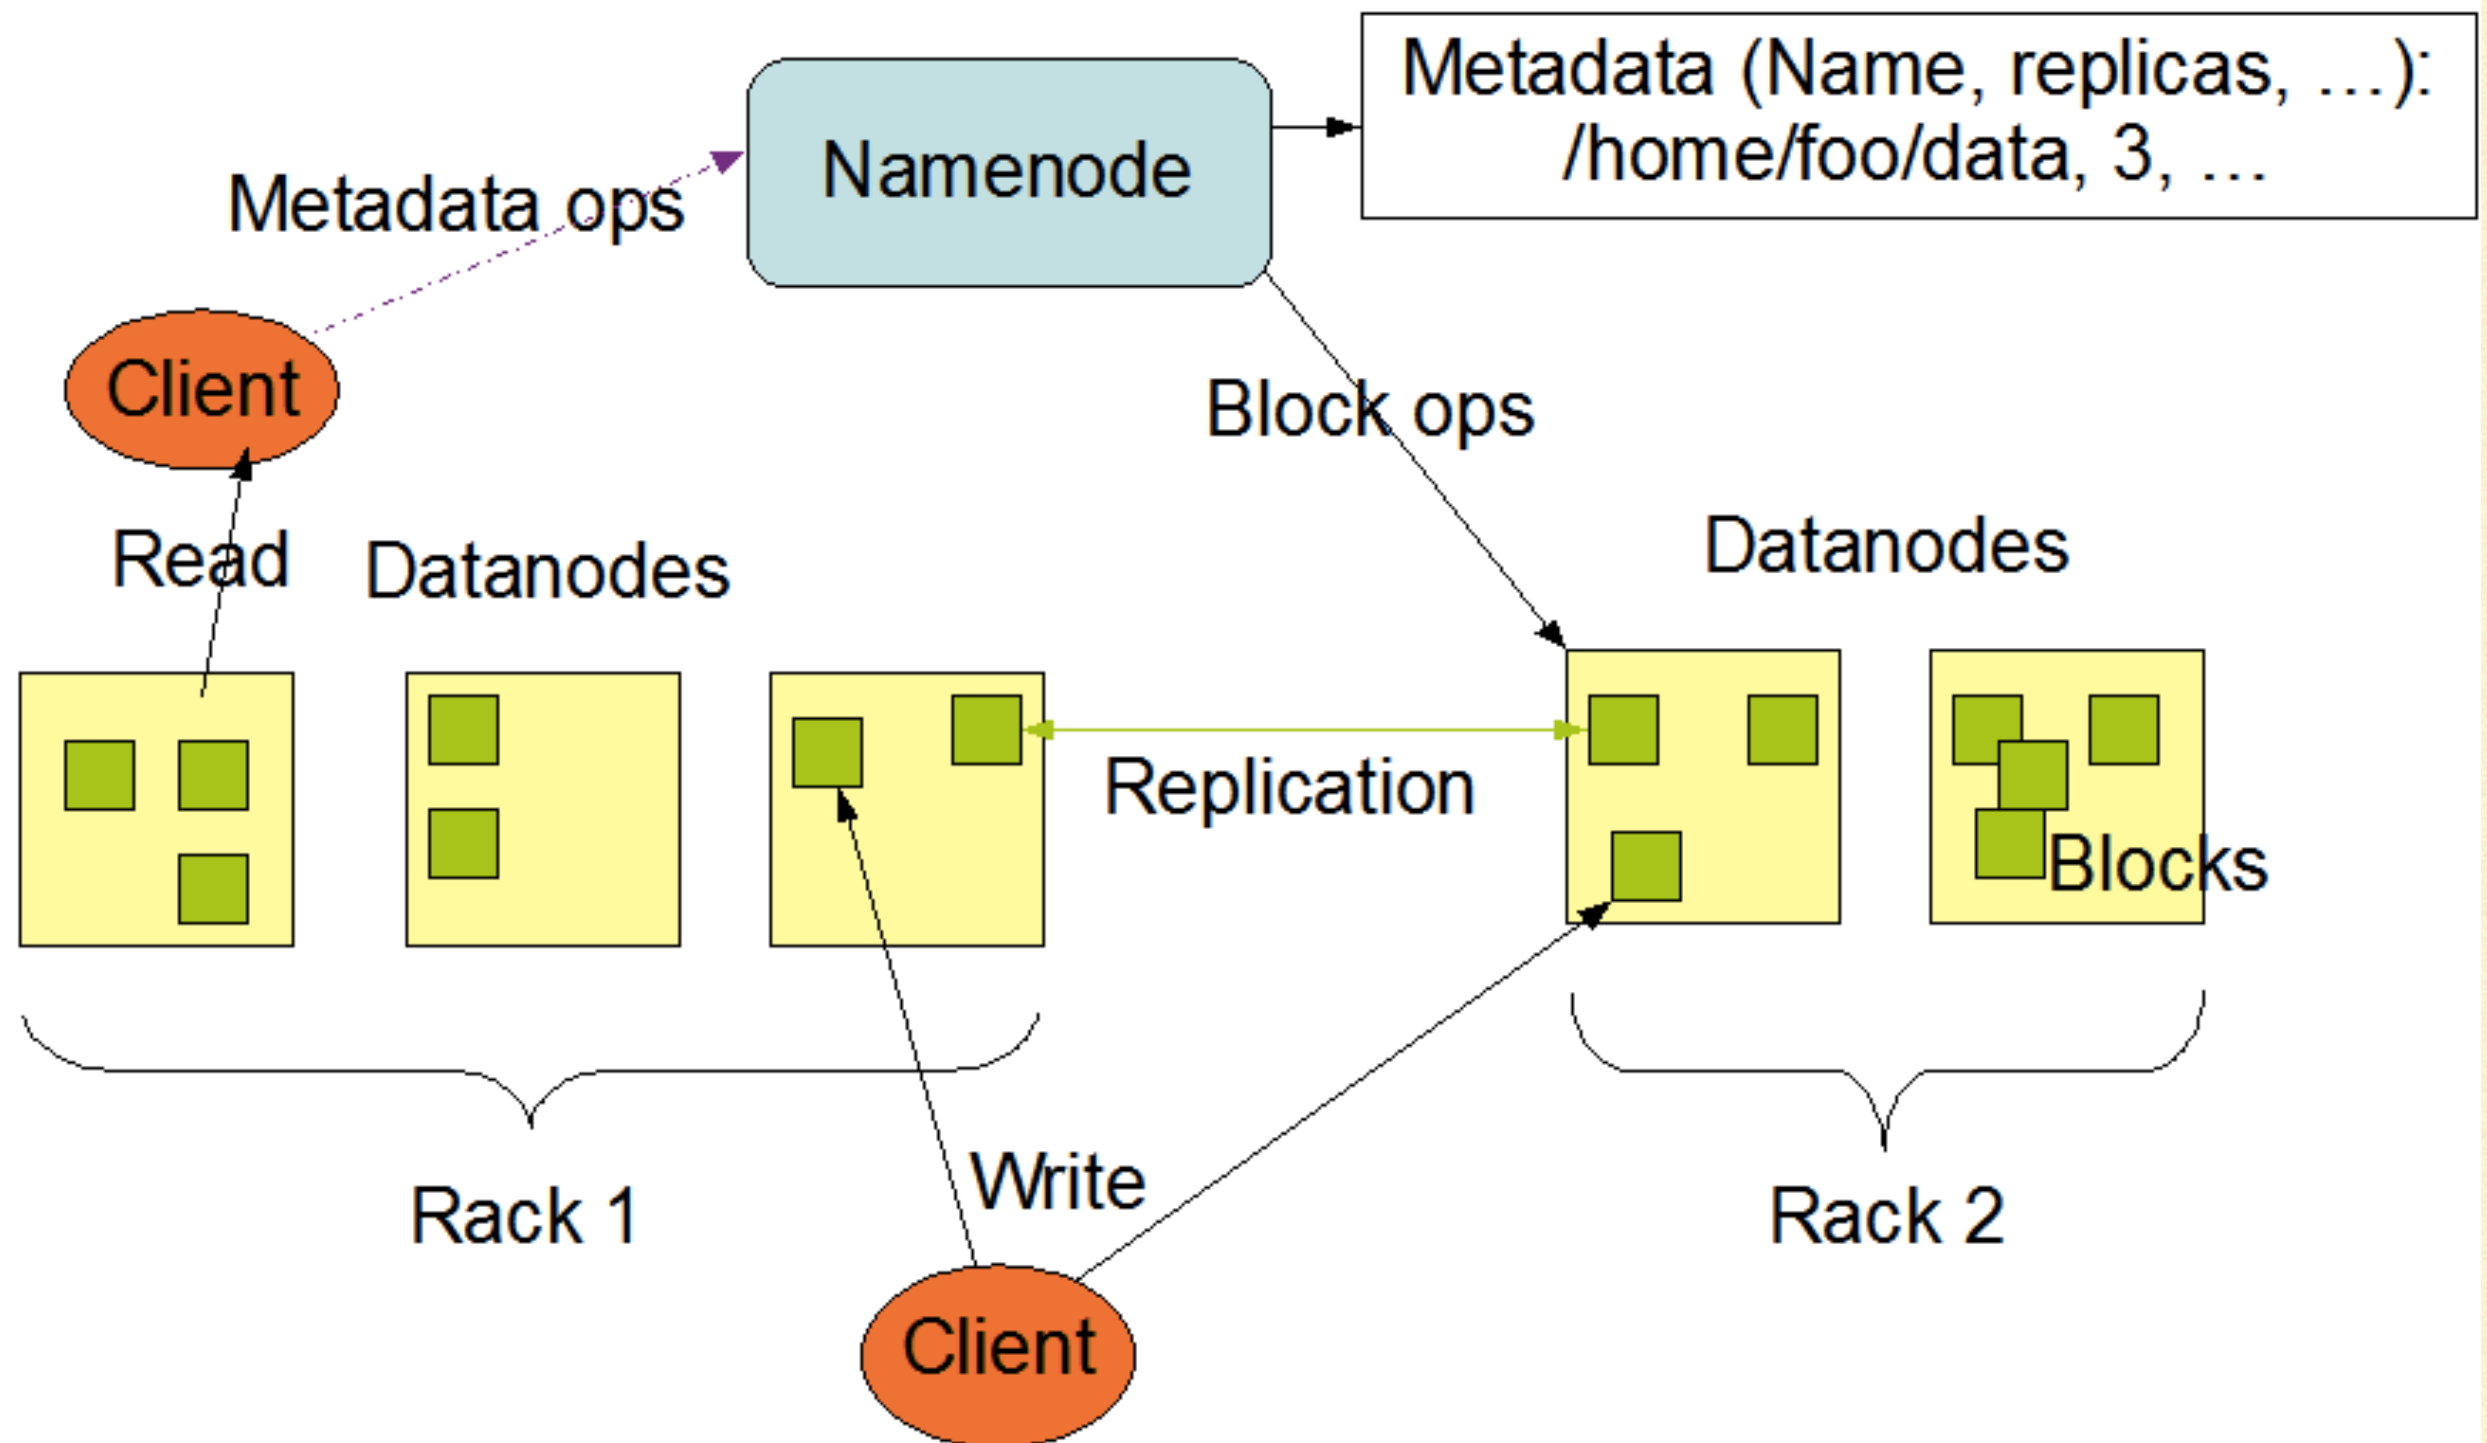 Metadata (Name, replicas, …):
/home/foo/data, 3, …
Namenode
Metadata ops
Client
Block ops
Read
Datanodes
Datanodes
Replication
Blocks
Write
Rack 1
Rack 2
Client